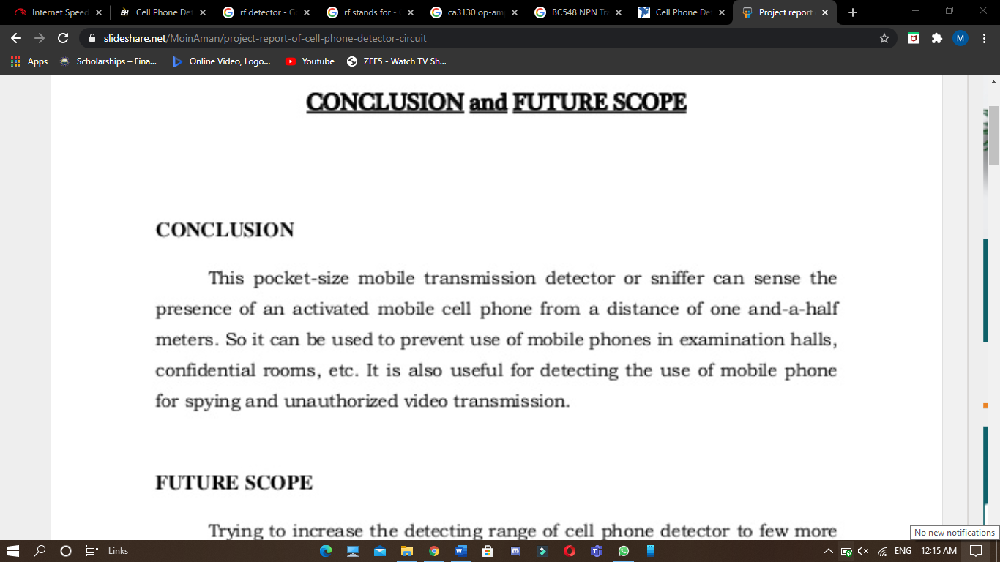 Internet Speed
Cell Phone De
rf detector - G
rf stands for -
ca3130 op-am
BC548 NPN Tr
Cell Phone De
Project report
slideshare.net/MoinAman/project-report-of-cell-phone-detector-circuit
M
Apps
Scholarships – Fina...
Online Video, Logo...
Youtube
ZEE5 - Watch TV Sh...
CONCLUSION and FUTURE SCOPE
CONCLUSION
This pocket-size mobile transmission detector or sniffer can sense the
presence of an activated mobile cell phone from a distance of one and-a-half
meters. So it can be used to prevent use of mobile phones in examination halls,
confidential rooms, etc. It is also useful for detecting the use of mobile phone
for spying and unauthorized video transmission.
FUTURE SCOPE
Trying to increase the detecting range of cell phone detector to few more
No new notifications
Links
ENG
12:15 AM